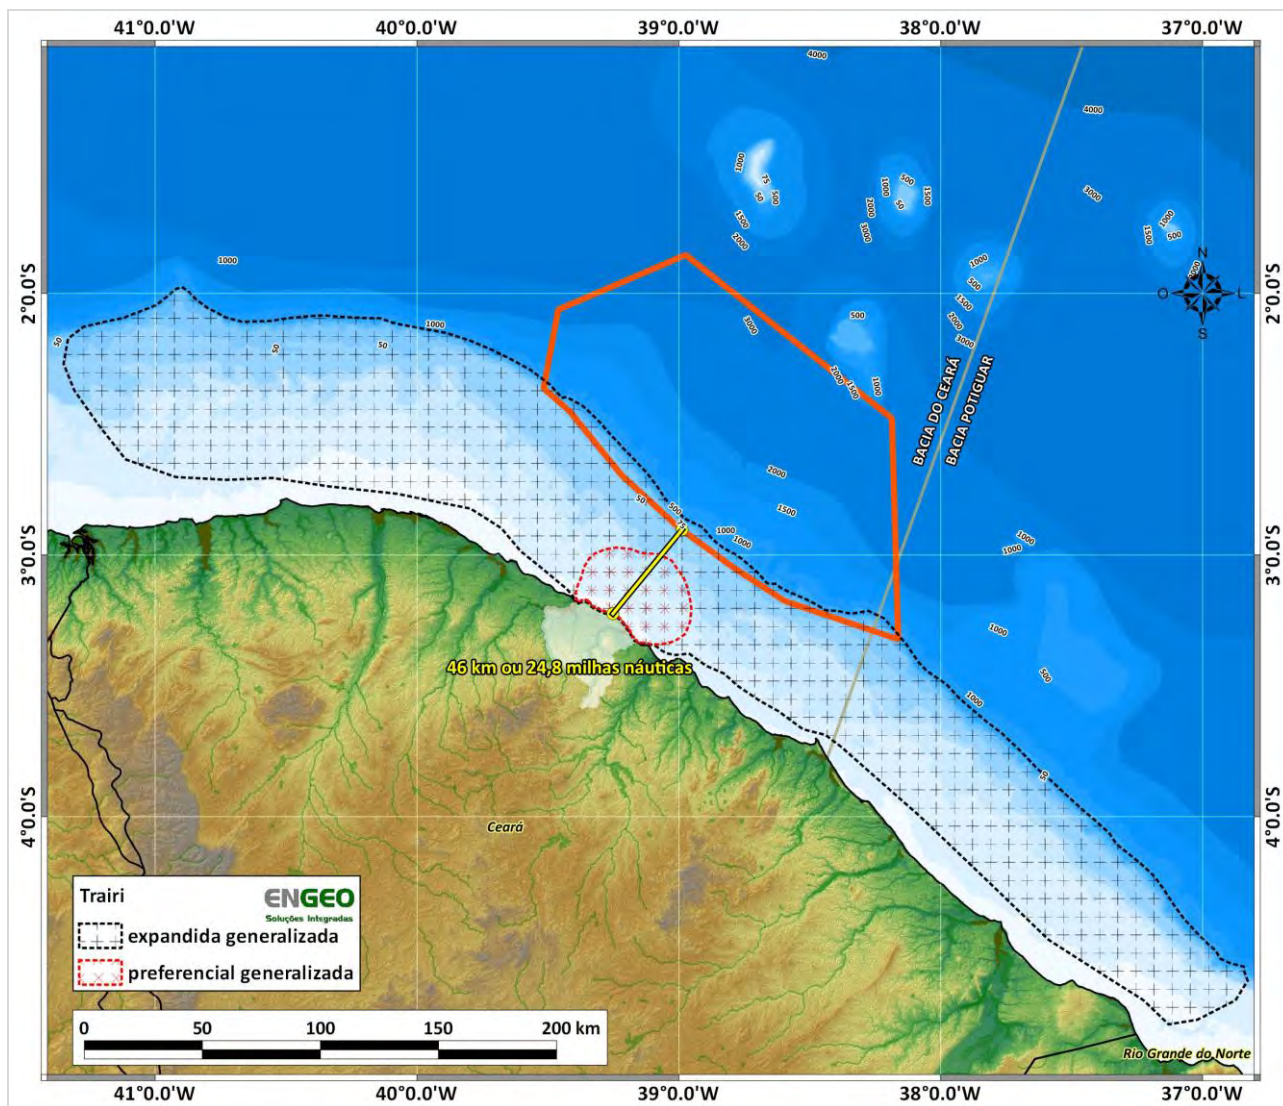 41°0.0'W 40°0.0'W 39°0.0'W 38°0.0'W 37°0.0'W
4000
4000
1000 75 50 500 1500 2000
500 1000 50 1500 2000 3000
3000
1000 1500 500
1000
1000 500 1500 2000 3000
N
O L
S
2°0.0'S 2°0.0'S
50
50
50
1000
3000
500
1000
2000
1500
BACIA DO CEARÁ
BACIA POTIGUAR
2000
1500
50
500
75
1000
1000
1000
1000
3°0.0'S 3°0.0'S
1000
500
1000
46 km ou 24,8 milhas náuticas
50
4°0.0'S 4°0.0'S
Ceará
Trairi
ENGEO
Soluções Integradas
expandida generalizada
preferencial generalizada
0 50 100 150 200 km
Rio Grande do Norte
41°0.0'W 40°0.0'W 39°0.0'W 38°0.0'W 37°0.0'W